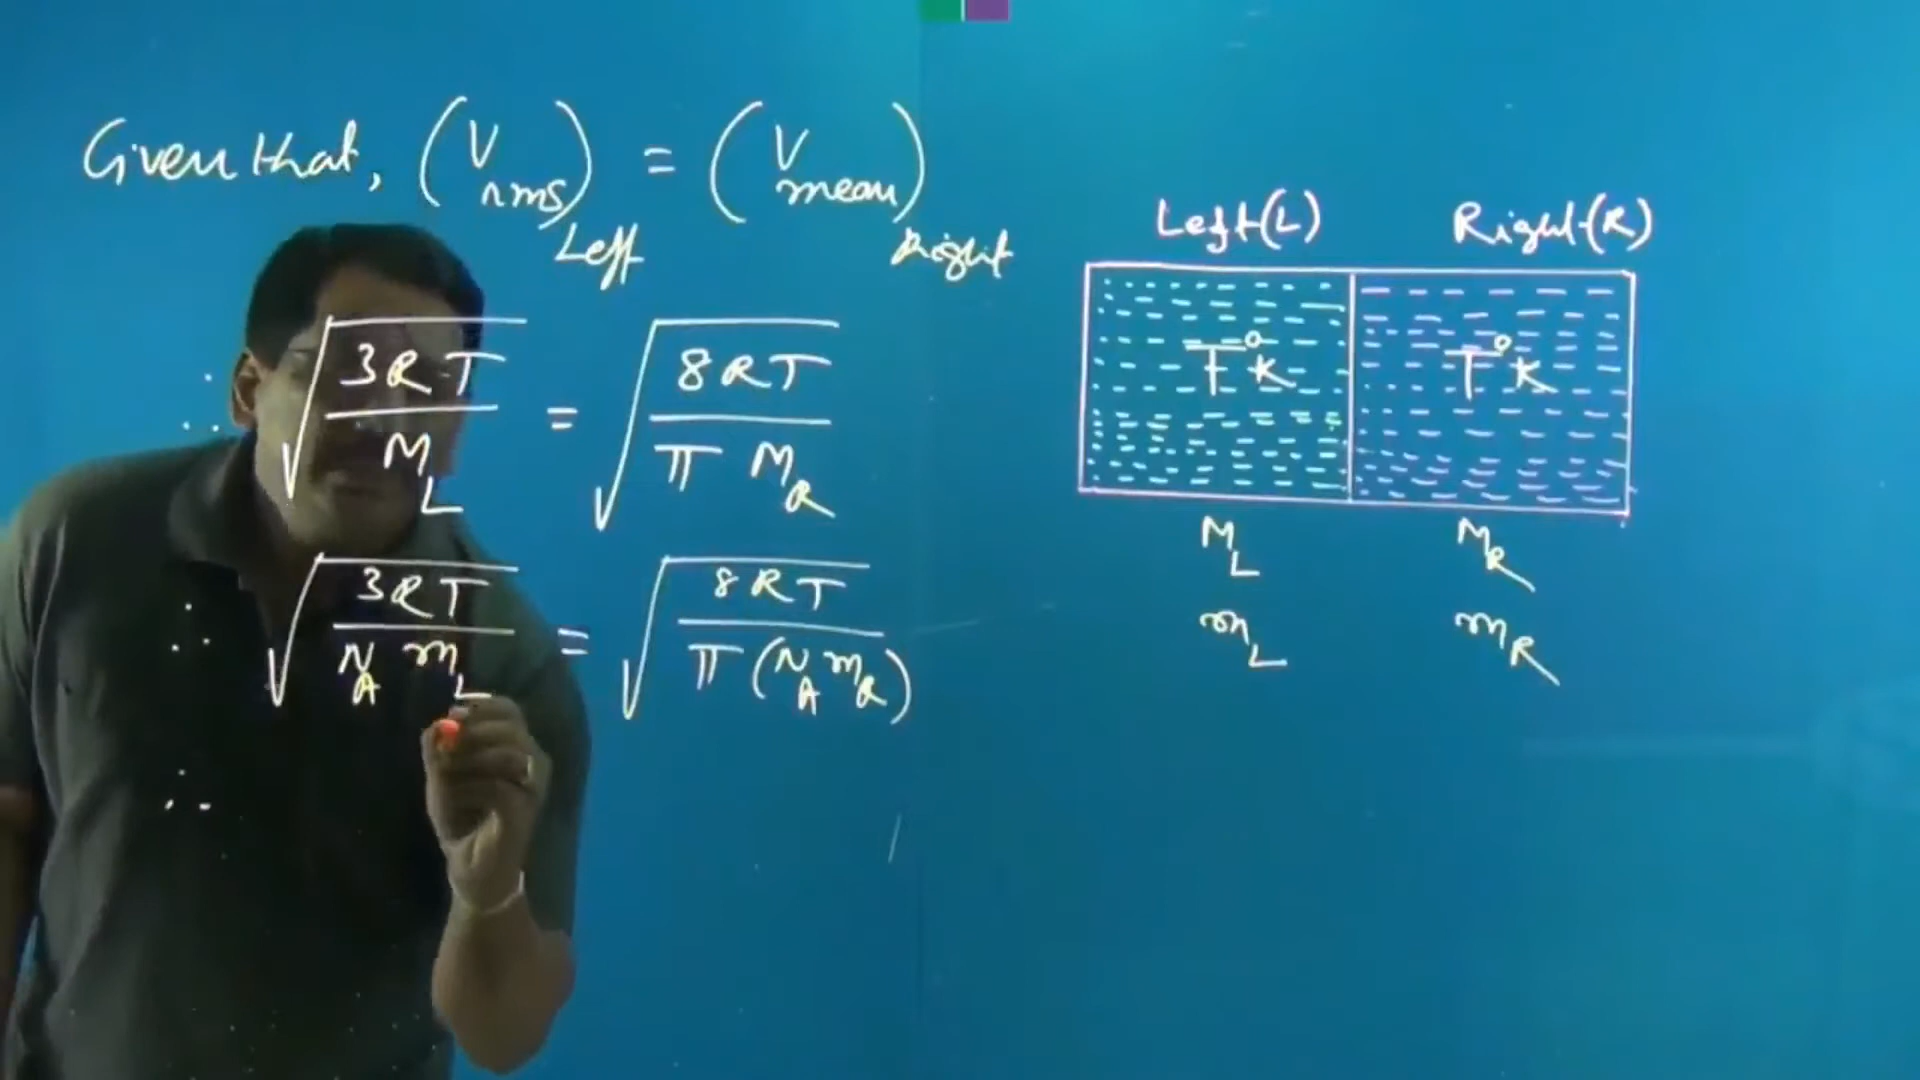 Given that, (V rms) Left = (V mean) Right
∴ √(3RT / M_L) = √(8RT / π M_R)
∴ √(3RT / N_A m_L) = √(8RT / π (N_A m_R))
∴
Left(L) Right(R)
T °K T °K
M_L M_R
m_L m_R